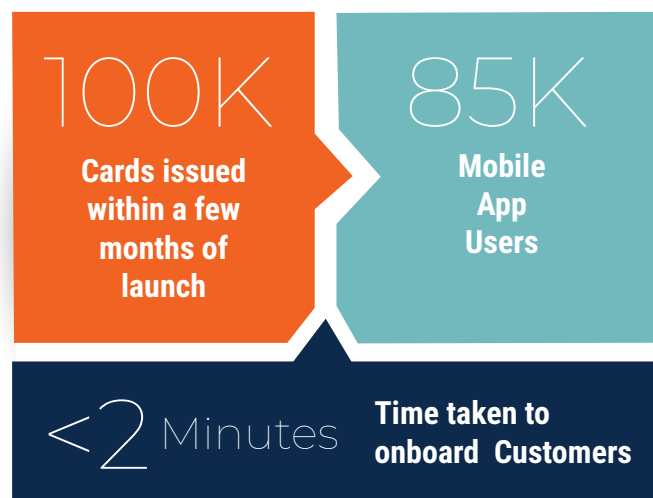 100K
Cards issued
within a few
months of
launch
85K
Mobile
App
Users
<2 Minutes
Time taken to
onboard Customers